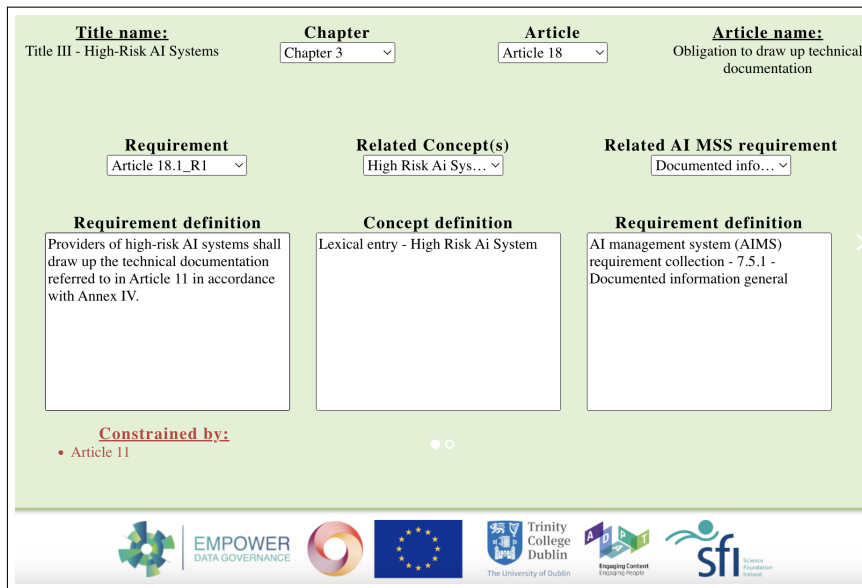 Title name:
Title III - High-Risk AI Systems
Chapter
Chapter 3
Article
Article 18
Article name:
Obligation to draw up technical
documentation
Requirement
Article 18.1_R1
Related Concept(s)
High Risk Ai Sys…
Related AI MSS requirement
Documented info…
Requirement definition
Providers of high-risk AI systems shall
draw up the technical documentation
referred to in Article 11 in accordance
with Annex IV.
Concept definition
Lexical entry - High Risk Ai System
Requirement definition
AI management system (AIMS)
requirement collection - 7.5.1 -
Documented information general
Constrained by:
• Article 11
EMPOWER
DATA GOVERNANCE
Trinity
College
Dublin
The University of Dublin
ADAPT
Engaging Content
Engaging People
sfi
Science
Foundation
Ireland